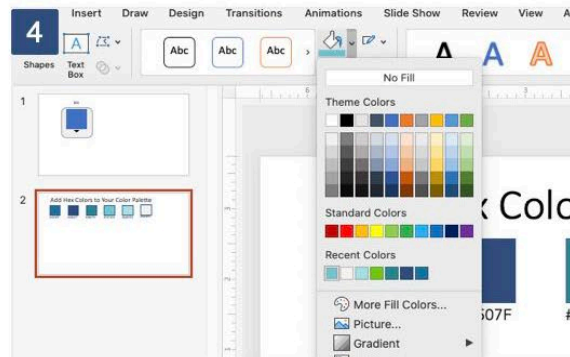 Insert Draw Design Transitions Animations Slide Show Review View A
4
Abc Abc Abc
A A A
A
Shapes Text Box
No Fill
6 3
1
Theme Colors
2
Add Hex Colors to Your Color Palette
x Colo
Standard Colors
Recent Colors
507F #
More Fill Colors...
Picture...
Gradient